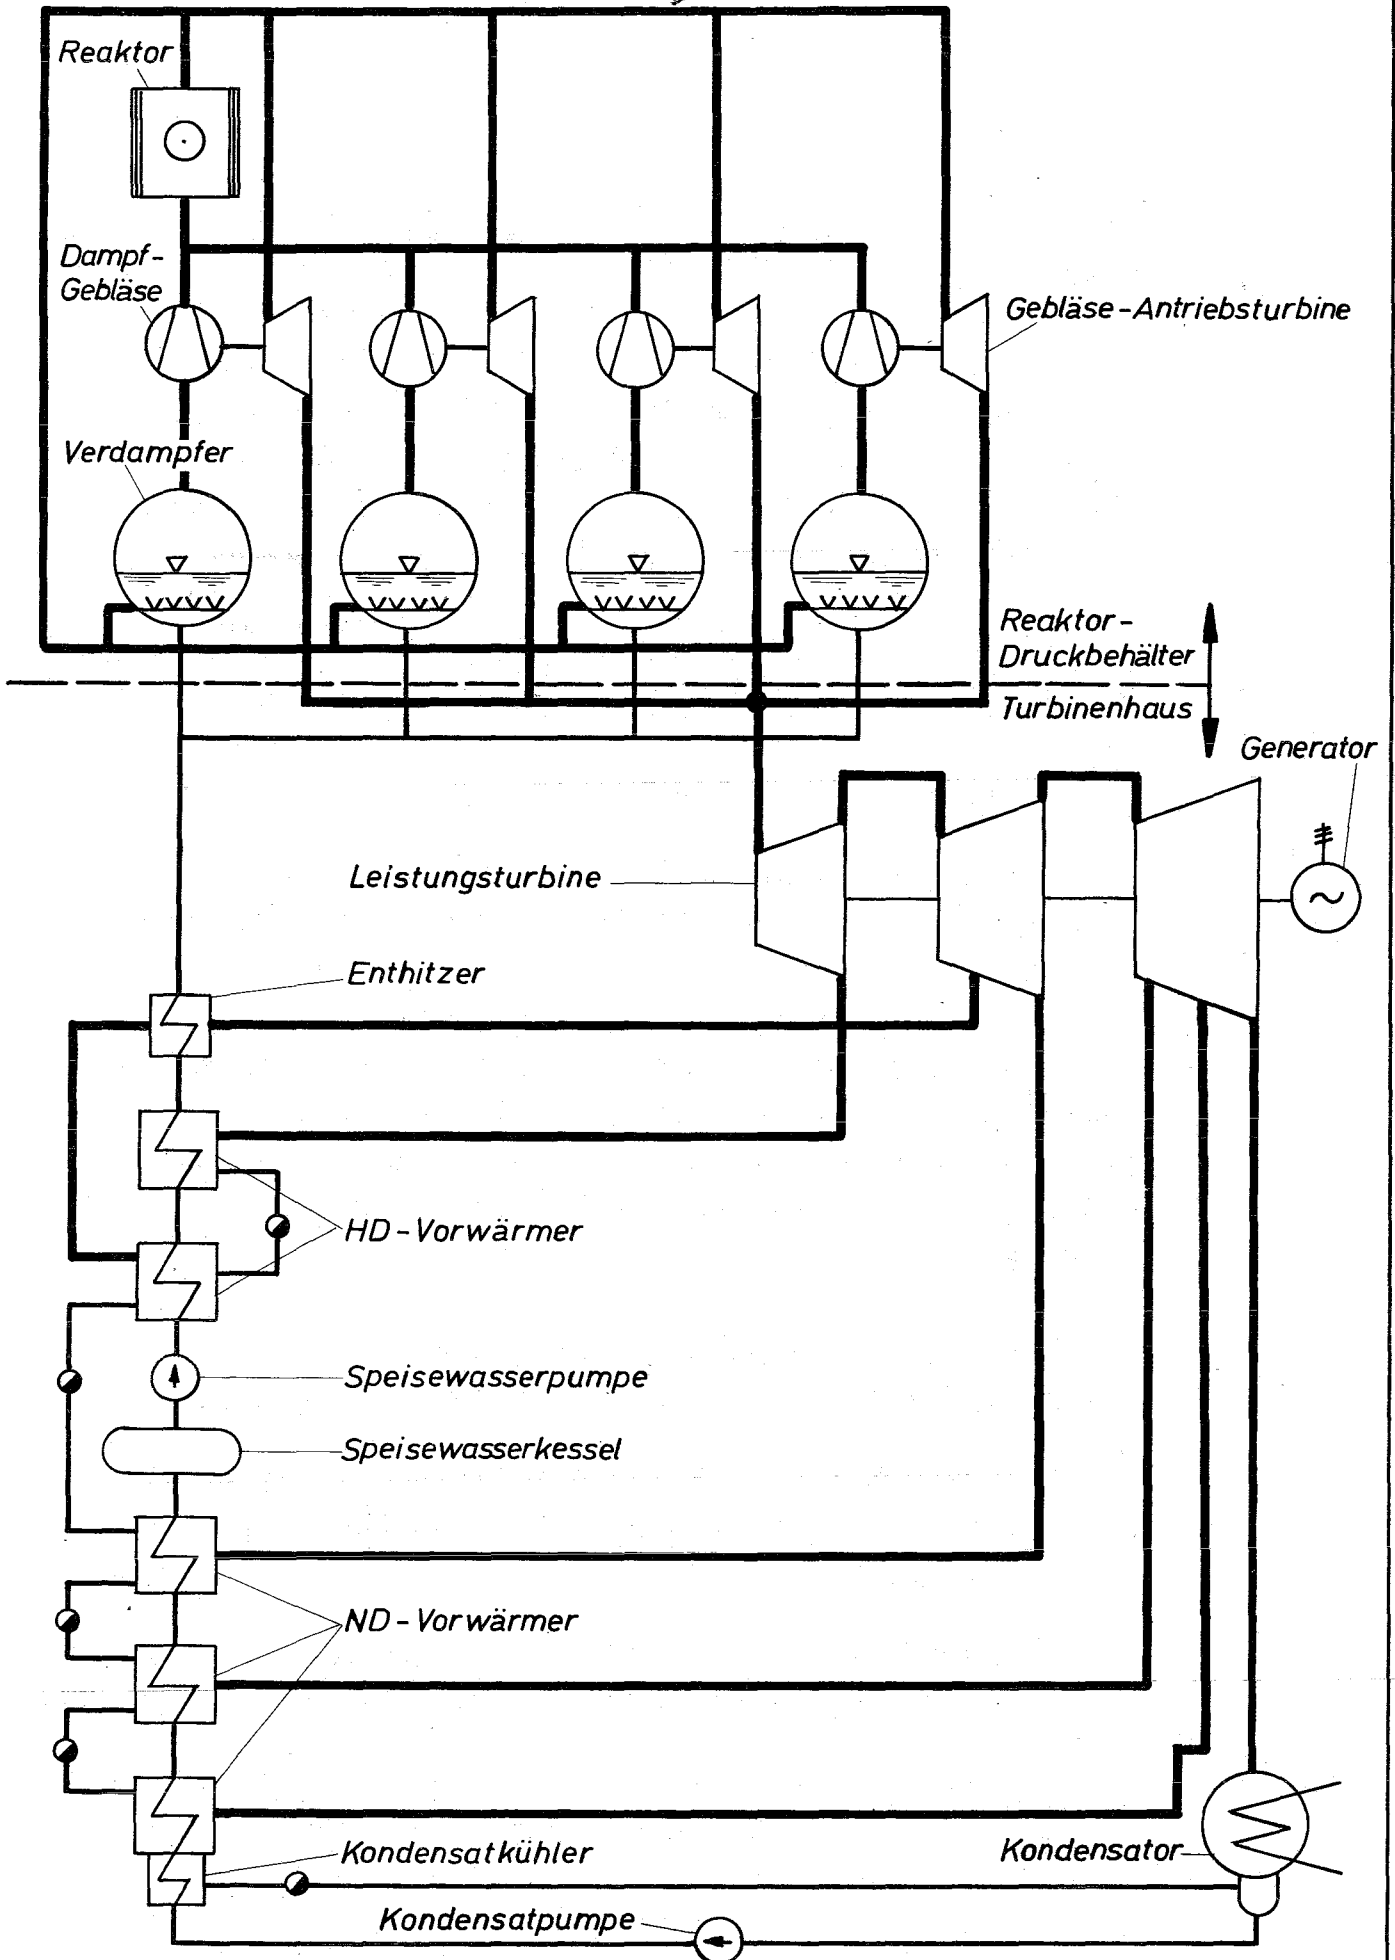 Reaktor
Dampf-
Gebläse
Gebläse-Antriebsturbine
Verdampfer
Reaktor-
Druckbehälter
Turbinenhaus
Generator
Leistungsturbine
Enthitzer
HD-Vorwärmer
Speisewasserpumpe
Speisewasserkessel
ND-Vorwärmer
Kondensatkühler
Kondensator
Kondensatpumpe